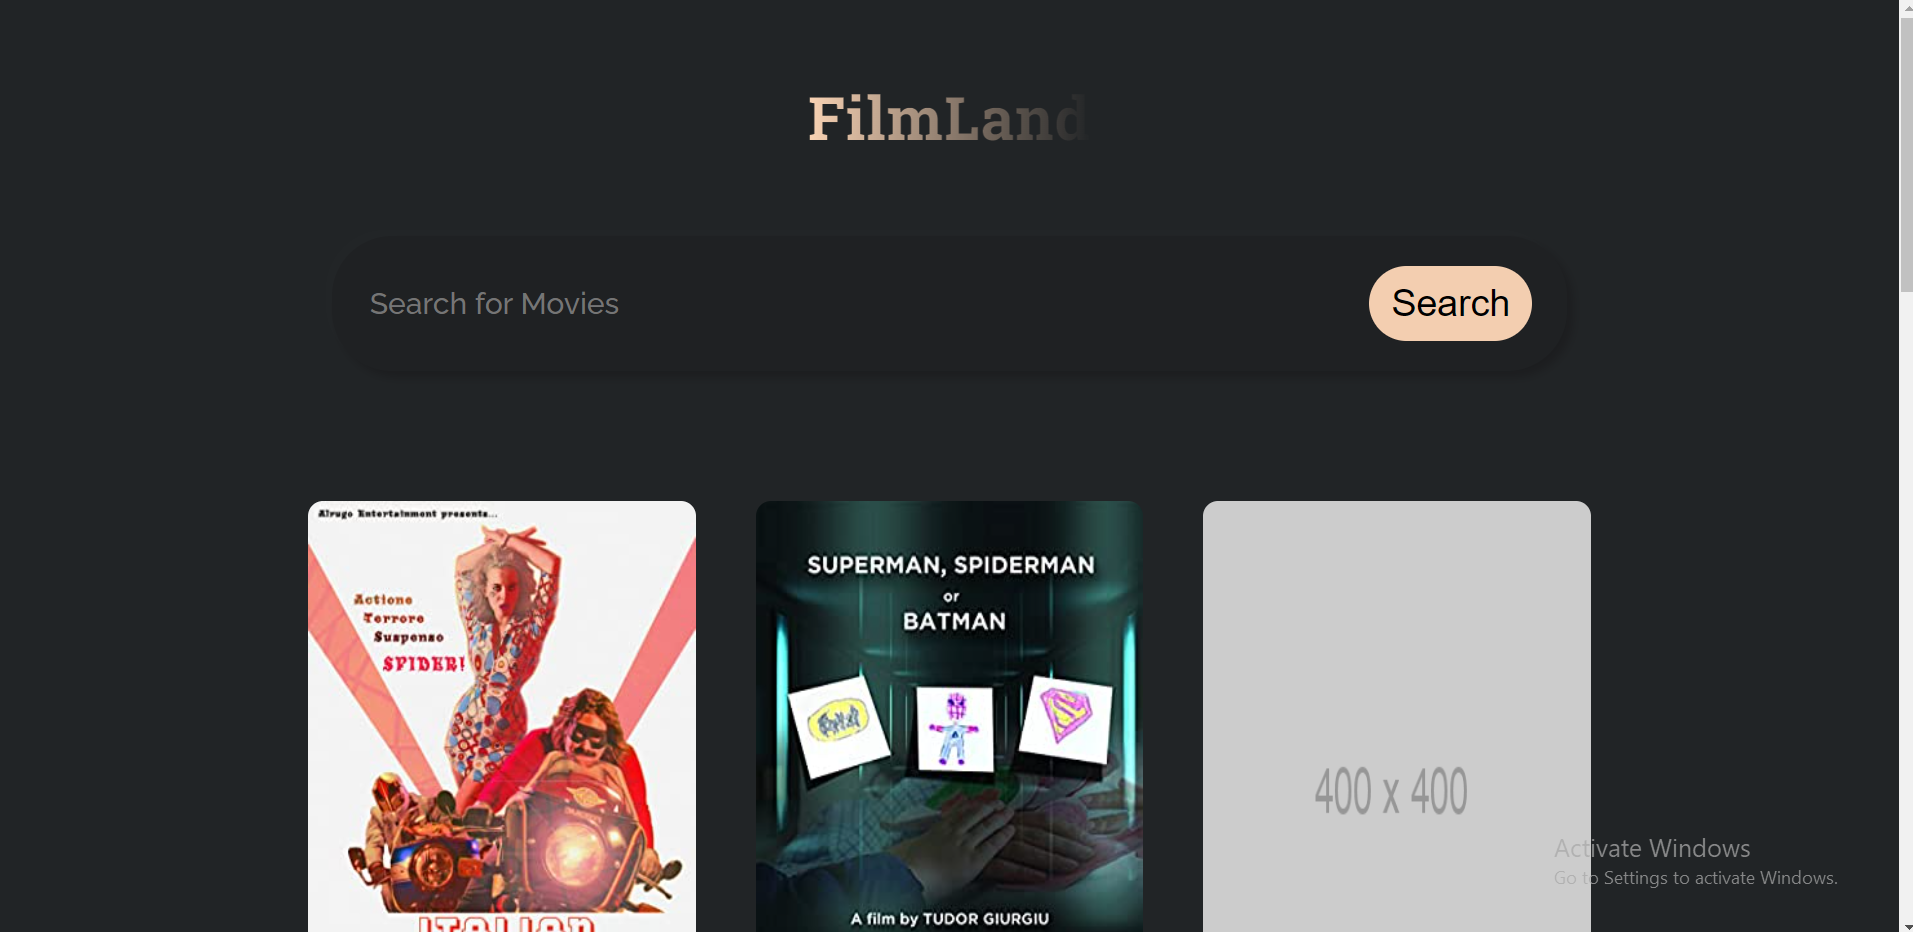 FilmLand
Search for Movies
Search
Alrugo Entertainment presents...
Actione
Terrore
Suspenso
SPIDER!
ITALIAN
SUPERMAN, SPIDERMAN
or
BATMAN
A film by TUDOR GIURGIU
400 x 400
Activate Windows
Go to Settings to activate Windows.